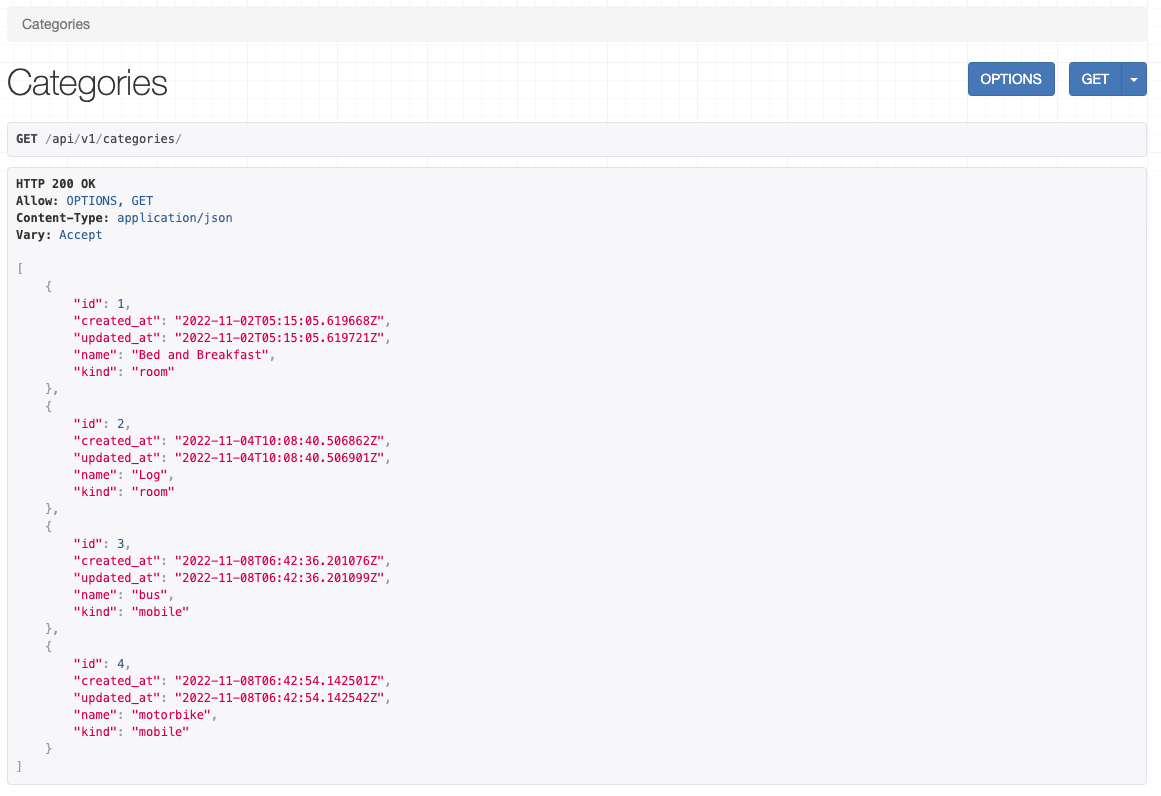 Categories
Categories
OPTIONS GET
GET /api/v1/categories/
HTTP 200 OK
Allow: OPTIONS, GET
Content-Type: application/json
Vary: Accept
[
    {
        "id": 1,
        "created_at": "2022-11-02T05:15:05.619668Z",
        "updated_at": "2022-11-02T05:15:05.619721Z",
        "name": "Bed and Breakfast",
        "kind": "room"
    },
    {
        "id": 2,
        "created_at": "2022-11-04T10:08:40.506862Z",
        "updated_at": "2022-11-04T10:08:40.506901Z",
        "name": "Log",
        "kind": "room"
    },
    {
        "id": 3,
        "created_at": "2022-11-08T06:42:36.201076Z",
        "updated_at": "2022-11-08T06:42:36.201099Z",
        "name": "bus",
        "kind": "mobile"
    },
    {
        "id": 4,
        "created_at": "2022-11-08T06:42:54.142501Z",
        "updated_at": "2022-11-08T06:42:54.142542Z",
        "name": "motorbike",
        "kind": "mobile"
    }
]